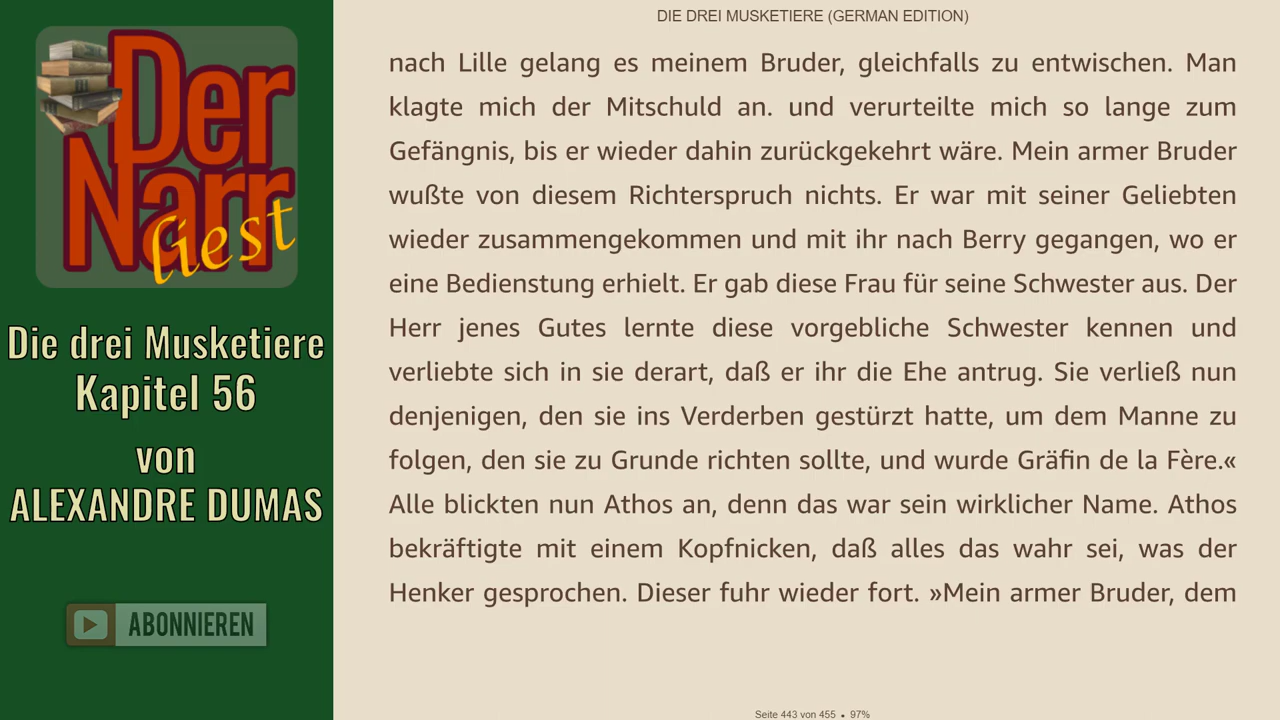 Der
Narr
liest
Die drei Musketiere
Kapitel 56
von
ALEXANDRE DUMAS
ABONNIEREN
DIE DREI MUSKETIERE (GERMAN EDITION)
nach Lille gelang es meinem Bruder, gleichfalls zu entwischen. Man
klagte mich der Mitschuld an. und verurteilte mich so lange zum
Gefängnis, bis er wieder dahin zurückgekehrt wäre. Mein armer Bruder
wußte von diesem Richterspruch nichts. Er war mit seiner Geliebten
wieder zusammengekommen und mit ihr nach Berry gegangen, wo er
eine Bedienstung erhielt. Er gab diese Frau für seine Schwester aus. Der
Herr jenes Gutes lernte diese vorgebliche Schwester kennen und
verliebte sich in sie derart, daß er ihr die Ehe antrug. Sie verließ nun
denjenigen, den sie ins Verderben gestürzt hatte, um dem Manne zu
folgen, den sie zu Grunde richten sollte, und wurde Gräfin de la Fère.«
Alle blickten nun Athos an, denn das war sein wirklicher Name. Athos
bekräftigte mit einem Kopfnicken, daß alles das wahr sei, was der
Henker gesprochen. Dieser fuhr wieder fort. »Mein armer Bruder, dem
Seite 443 von 455 • 97%